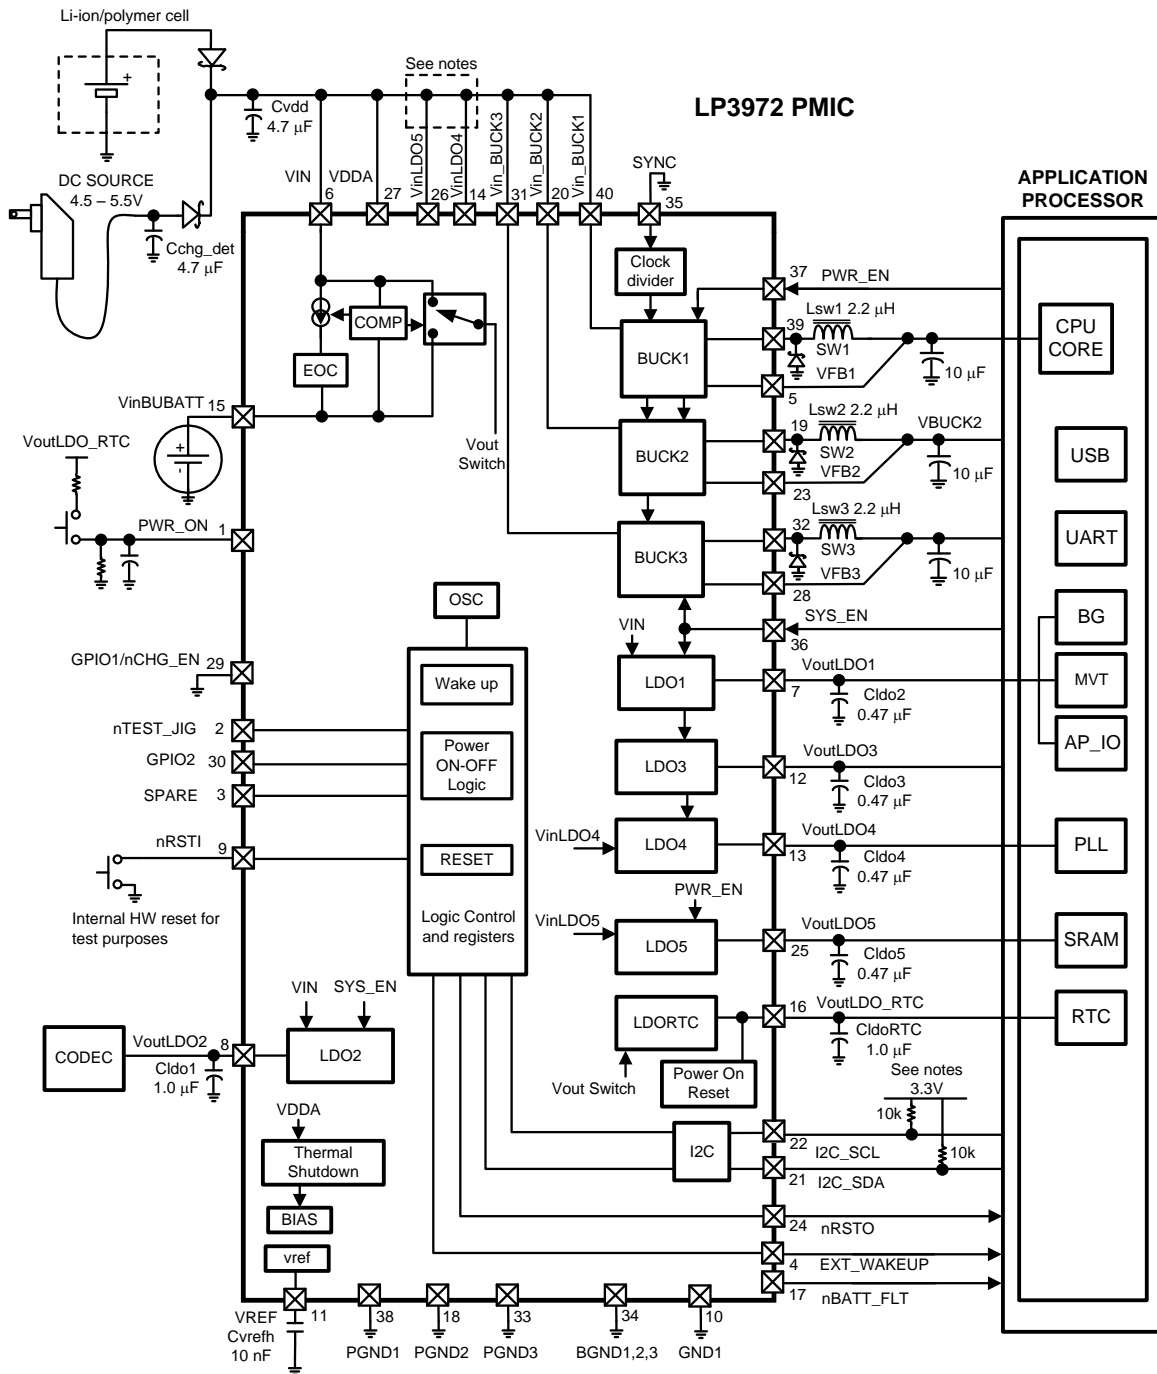 Li-ion/polymer cell
+
See notes
LP3972 PMIC
Cvdd
4.7 µF
VinLDO5
VinLDO4
Vin_BUCK3
Vin_BUCK2
Vin_BUCK1
SYNC
DC SOURCE
4.5 – 5.5V
VIN
VDDA
6
27
26
14
31
20
40
35
APPLICATION
PROCESSOR
Cchg_det
4.7 µF
Clock
divider
37
PWR_EN
COMP
EOC
BUCK1
39
Lsw1 2.2 µH
SW1
VFB1
5
10 µF
CPU
CORE
VinBUBATT
15
Vout
Switch
VoutLDO_RTC
+
-
BUCK2
19
Lsw2 2.2 µH
SW2
VFB2
23
VBUCK2
10 µF
USB
PWR_ON
1
BUCK3
32
Lsw3 2.2 µH
SW3
VFB3
28
10 µF
UART
OSC
SYS_EN
36
BG
GPIO1/nCHG_EN
29
Wake up
VIN
LDO1
VoutLDO1
7
Cldo2
0.47 µF
MVT
nTEST_JIG
2
GPIO2
30
Power
ON-OFF
Logic
LDO3
VoutLDO3
12
Cldo3
0.47 µF
AP_IO
SPARE
3
nRSTI
9
RESET
VinLDO4
LDO4
VoutLDO4
13
Cldo4
0.47 µF
PLL
Internal HW reset for
test purposes
Logic Control
and registers
PWR_EN
VinLDO5
LDO5
VoutLDO5
25
Cldo5
0.47 µF
SRAM
VIN
SYS_EN
LDORTC
16
VoutLDO_RTC
CldoRTC
1.0 µF
RTC
CODEC
VoutLDO2
8
Cldo1
1.0 µF
LDO2
Vout Switch
Power On
Reset
See notes
3.3V
10k
10k
VDDA
Thermal
Shutdown
BIAS
vref
I2C
22
I2C_SCL
21
I2C_SDA
24
nRSTO
4
EXT_WAKEUP
17
nBATT_FLT
VREF
11
Cvrefh
10 nF
38
PGND1
18
PGND2
33
PGND3
34
BGND1,2,3
10
GND1